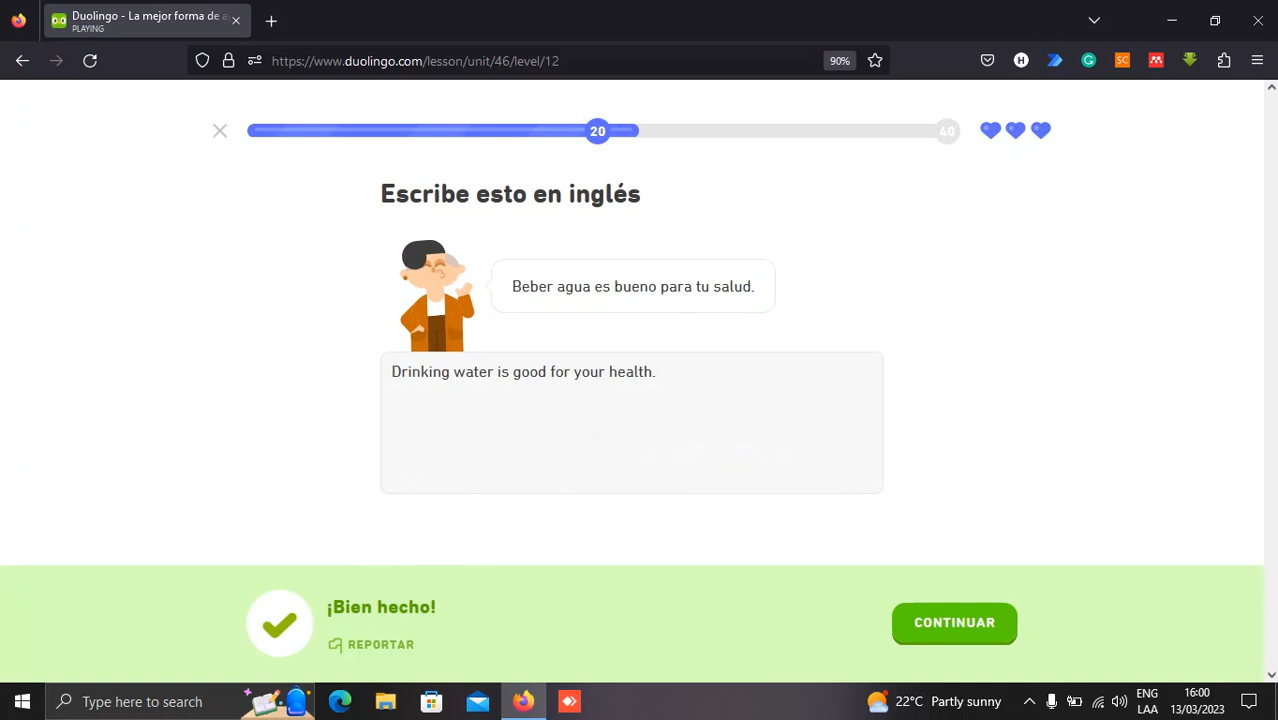 Duolingo - La mejor forma de a
PLAYING
https://www.duolingo.com/lesson/unit/46/level/12
90%
H
G
SC
20
40
Escribe esto en inglés
Beber agua es bueno para tu salud.
Drinking water is good for your health.
¡Bien hecho!
REPORTAR
CONTINUAR
Type here to search
22°C Partly sunny
ENG
LAA
16:00
13/03/2023